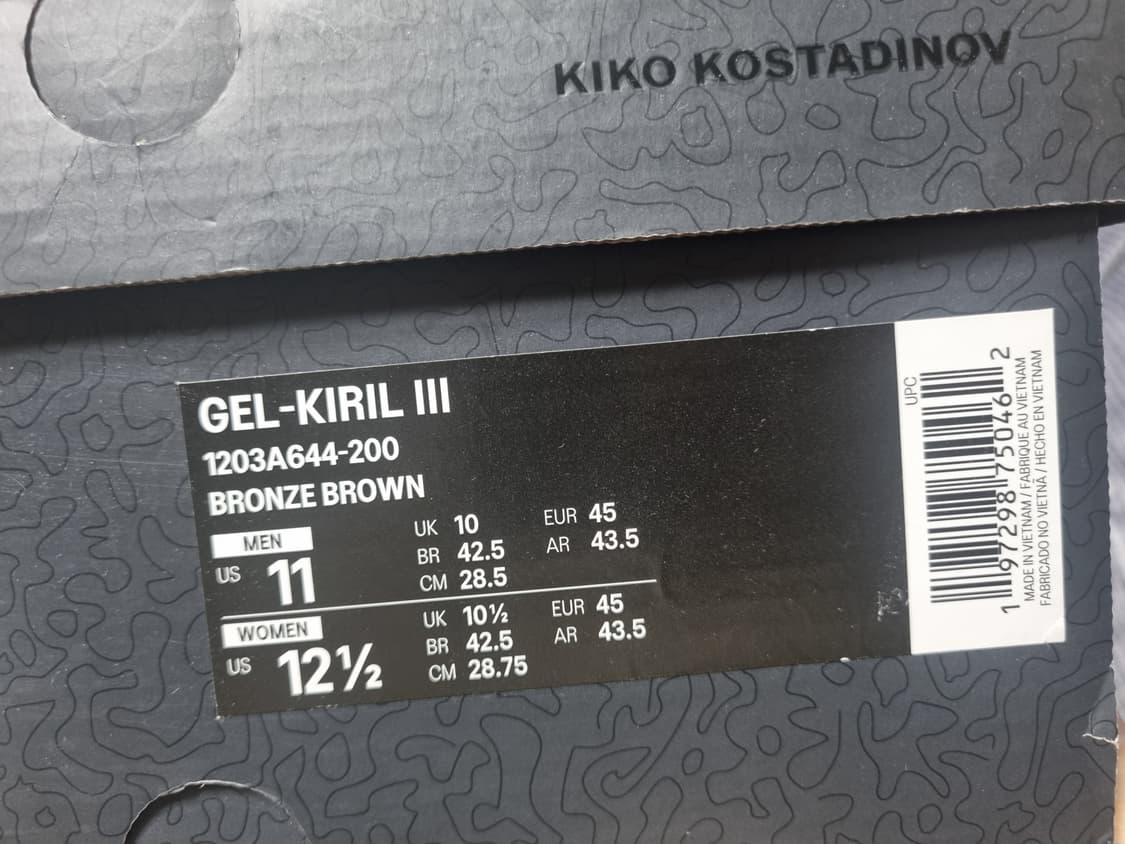 KIKO KOSTADINOV
GEL-KIRIL III
1203A644-200
BRONZE BROWN
MEN
US 11
UK 10
BR 42.5
CM 28.5
EUR 45
AR 43.5
WOMEN
US 12½
UK 10½
BR 42.5
CM 28.75
EUR 45
AR 43.5
UPC
1 97298 75046 2
MADE IN VIETNAM / FABRIQUE AU VIETNAM
FABRICADO NO VIETNÃ / HECHO EN VIETNAM